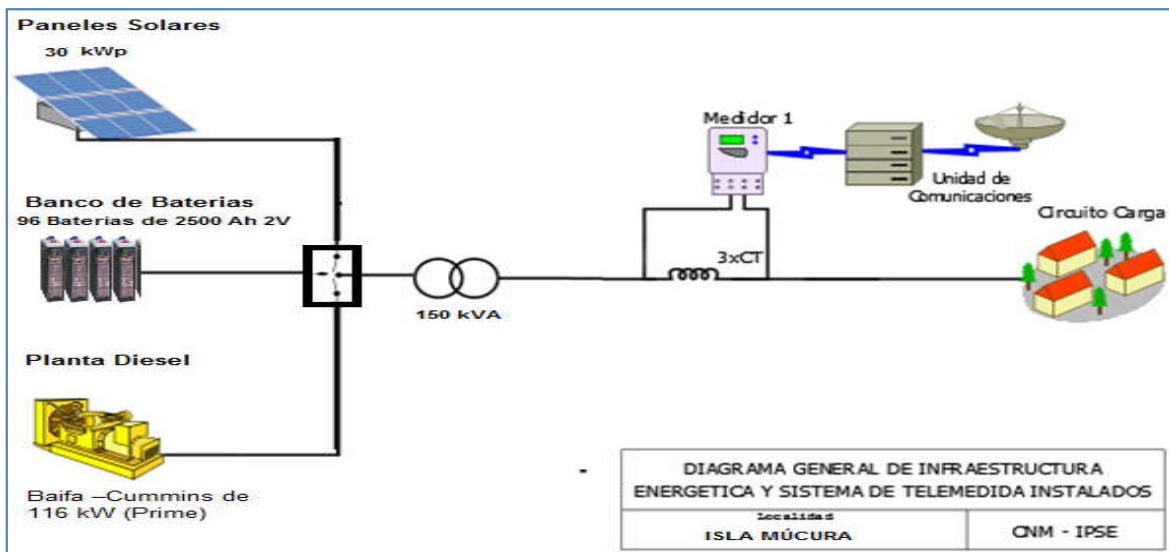 Paneles Solares
30 kWp
Banco de Baterias
96 Baterias de 2500 Ah 2V
Planta Diesel
Baifa –Cummins de
116 kW (Prime)
150 kVA
Medidor 1
3xCT
Unidad de
Comunicaciones
Circuito Carga
DIAGRAMA GENERAL DE INFRAESTRUCTURA
ENERGETICA Y SISTEMA DE TELEMEDIDA INSTALADOS
Localidad
ISLA MÚCURA
CNM - IPSE